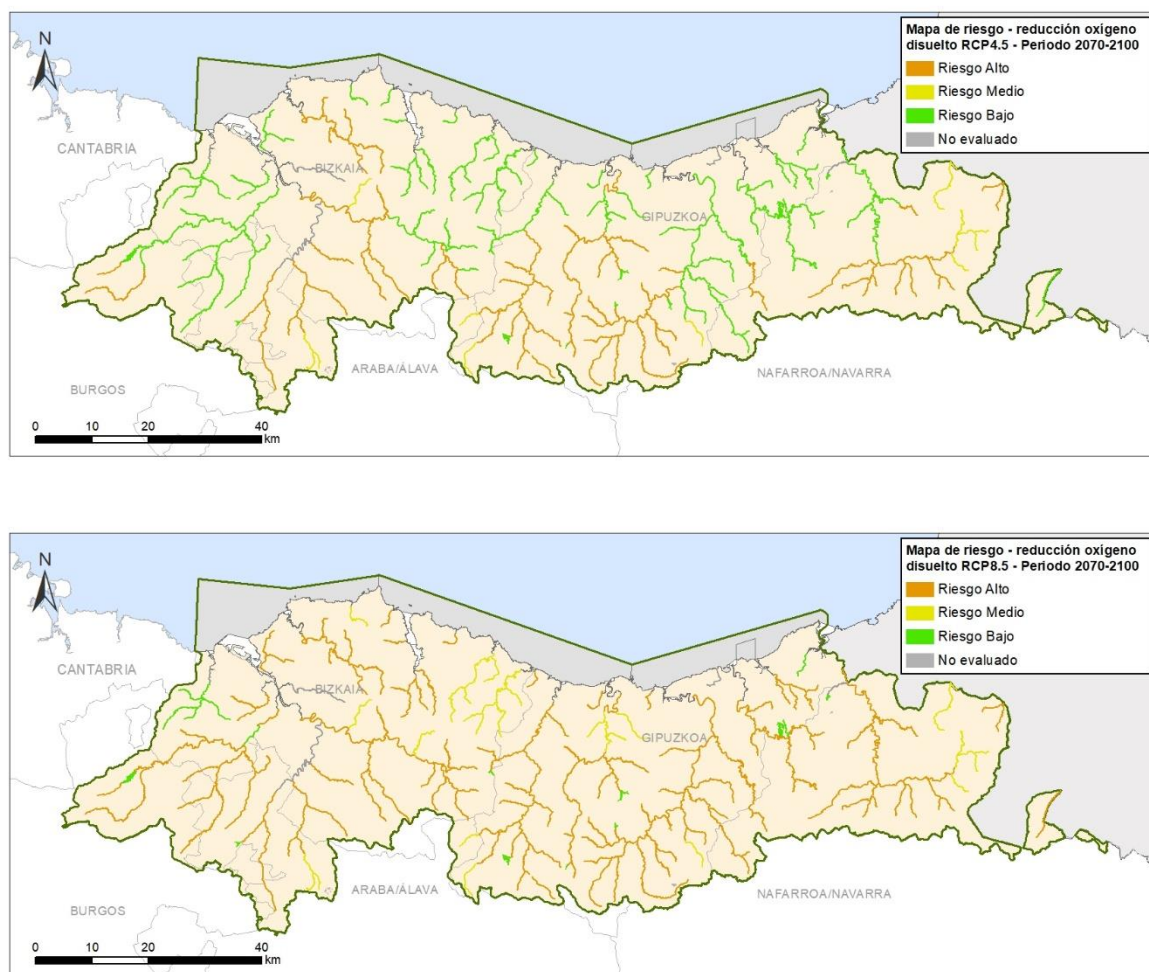 Mapa de riesgo - reducción oxígeno
disuelto RCP4.5 - Periodo 2070-2100
Riesgo Alto
Riesgo Medio
Riesgo Bajo
No evaluado
N
CANTABRIA
BIZKAIA
GIPUZKOA
ARABA/ÁLAVA
NAFARROA/NAVARRA
BURGOS
0 10 20 40
km
Mapa de riesgo - reducción oxígeno
disuelto RCP8.5 - Periodo 2070-2100
Riesgo Alto
Riesgo Medio
Riesgo Bajo
No evaluado
N
CANTABRIA
BIZKAIA
GIPUZKOA
ARABA/ÁLAVA
NAFARROA/NAVARRA
BURGOS
0 10 20 40
km